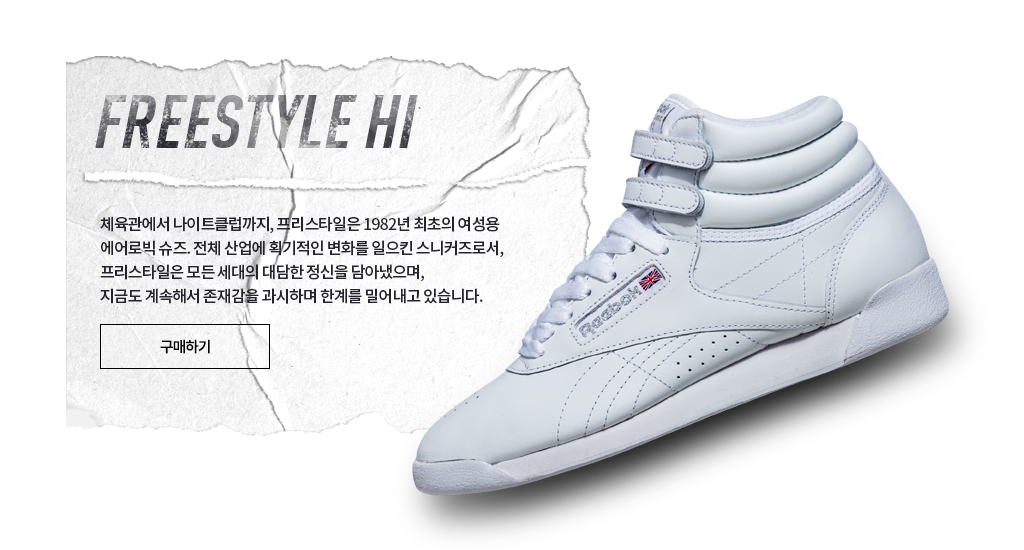 FREESTYLE HI
체육관에서 나이트클럽까지, 프리스타일은 1982년 최초의 여성용
에어로빅 슈즈. 전체 산업에 획기적인 변화를 일으킨 스니커즈로서,
프리스타일은 모든 세대의 대담한 정신을 담아냈으며,
지금도 계속해서 존재감을 과시하며 한계를 밀어내고 있습니다.
구매하기
Reebok